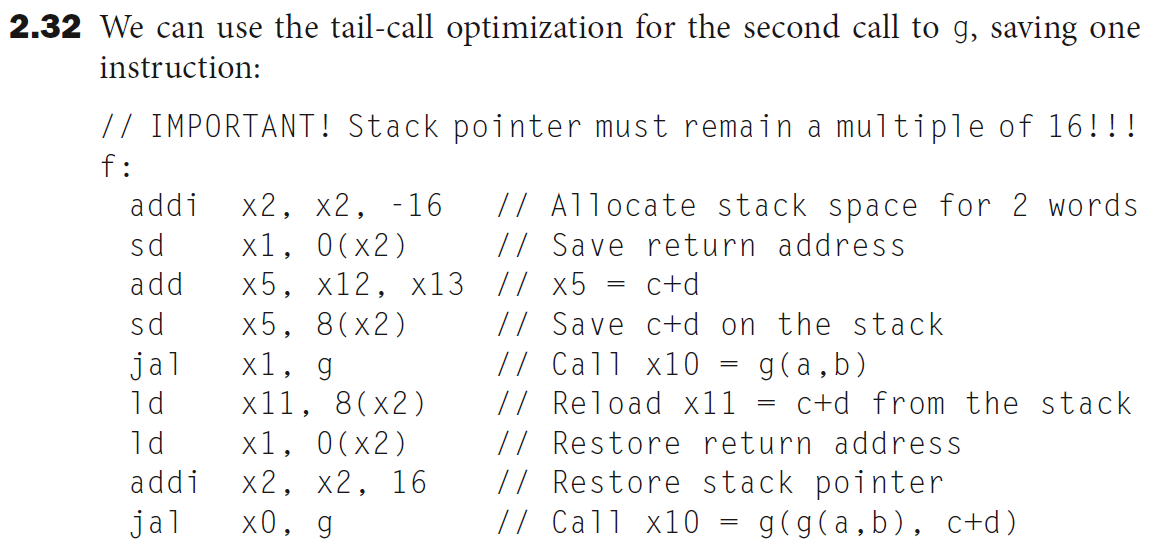 2.32 We can use the tail-call optimization for the second call to g, saving one
instruction:
// IMPORTANT! Stack pointer must remain a multiple of 16!!!
f:
addi x2, x2, -16 // Allocate stack space for 2 words
sd x1, 0(x2) // Save return address
add x5, x12, x13 // x5 = c+d
sd x5, 8(x2) // Save c+d on the stack
jal x1, g // Call x10 = g(a,b)
ld x11, 8(x2) // Reload x11 = c+d from the stack
ld x1, 0(x2) // Restore return address
addi x2, x2, 16 // Restore stack pointer
jal x0, g // Call x10 = g(g(a,b), c+d)